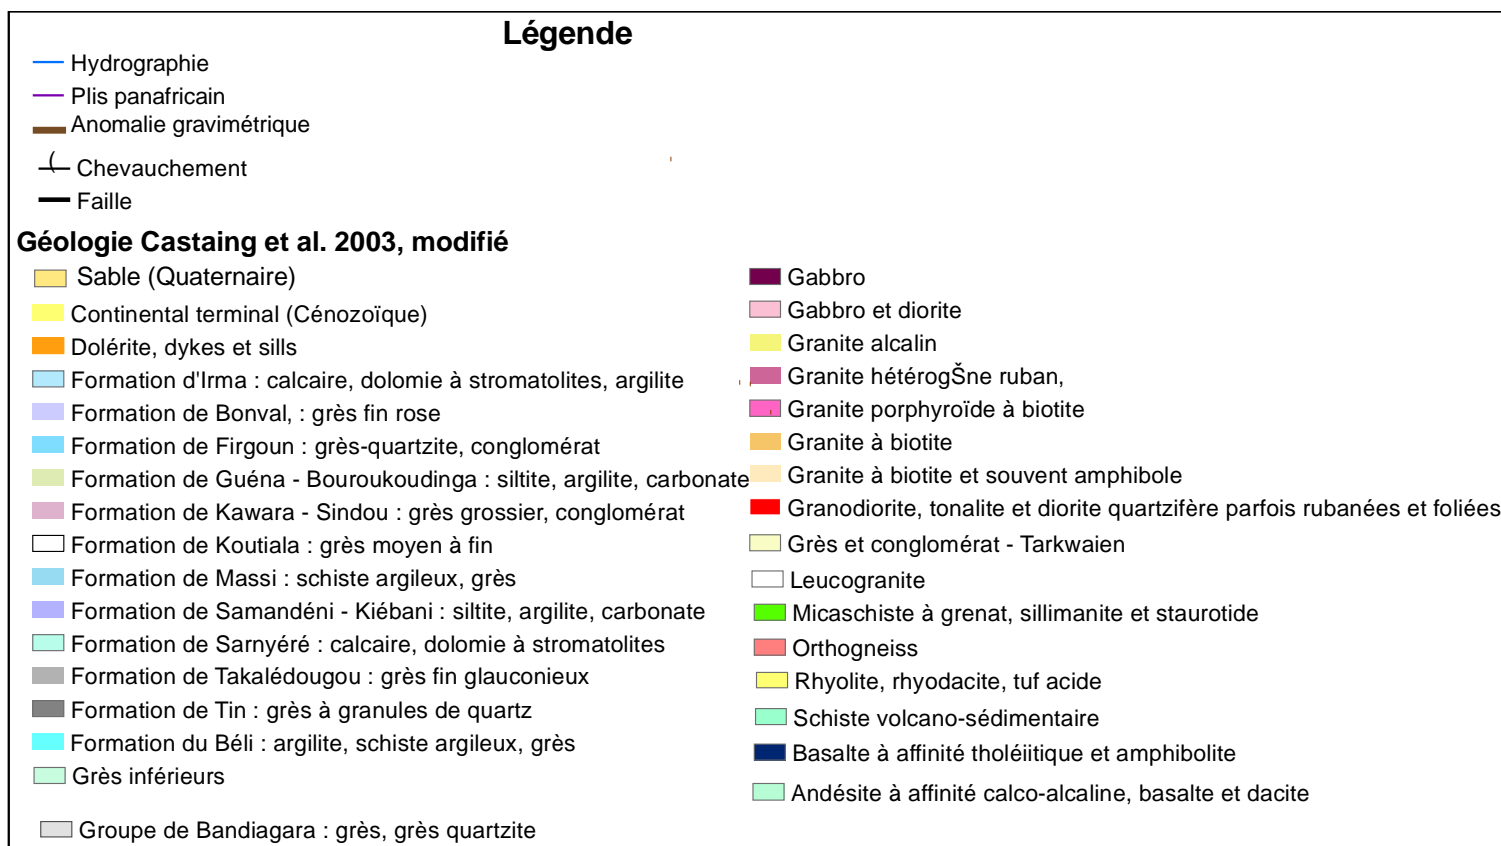 Légende
Hydrographie
Plis panafricain
Anomalie gravimétrique
Chevauchement
Faille
Géologie Castaing et al. 2003, modifié
Sable (Quaternaire)
Continental terminal (Cénozoïque)
Dolérite, dykes et sills
Formation d'Irma : calcaire, dolomie à stromatolites, argilite
Formation de Bonval, : grès fin rose
Formation de Firgoun : grès-quartzite, conglomérat
Formation de Guéna - Bouroukoudinga : siltite, argilite, carbonate
Formation de Kawara - Sindou : grès grossier, conglomérat
Formation de Koutiala : grès moyen à fin
Formation de Massi : schiste argileux, grès
Formation de Samandéni - Kiébani : siltite, argilite, carbonate
Formation de Sarnyéré : calcaire, dolomie à stromatolites
Formation de Takalédougou : grès fin glauconieux
Formation de Tin : grès à granules de quartz
Formation du Béli : argilite, schiste argileux, grès
Grès inférieurs
Groupe de Bandiagara : grès, grès quartzite
Gabbro
Gabbro et diorite
Granite alcalin
Granite hétérogŠne ruban,
Granite porphyroïde à biotite
Granite à biotite
Granite à biotite et souvent amphibole
Granodiorite, tonalite et diorite quartzifère parfois rubanées et foliées
Grès et conglomérat - Tarkwaien
Leucogranite
Micaschiste à grenat, sillimanite et staurotide
Orthogneiss
Rhyolite, rhyodacite, tuf acide
Schiste volcano-sédimentaire
Basalte à affinité tholéiitique et amphibolite
Andésite à affinité calco-alcaline, basalte et dacite